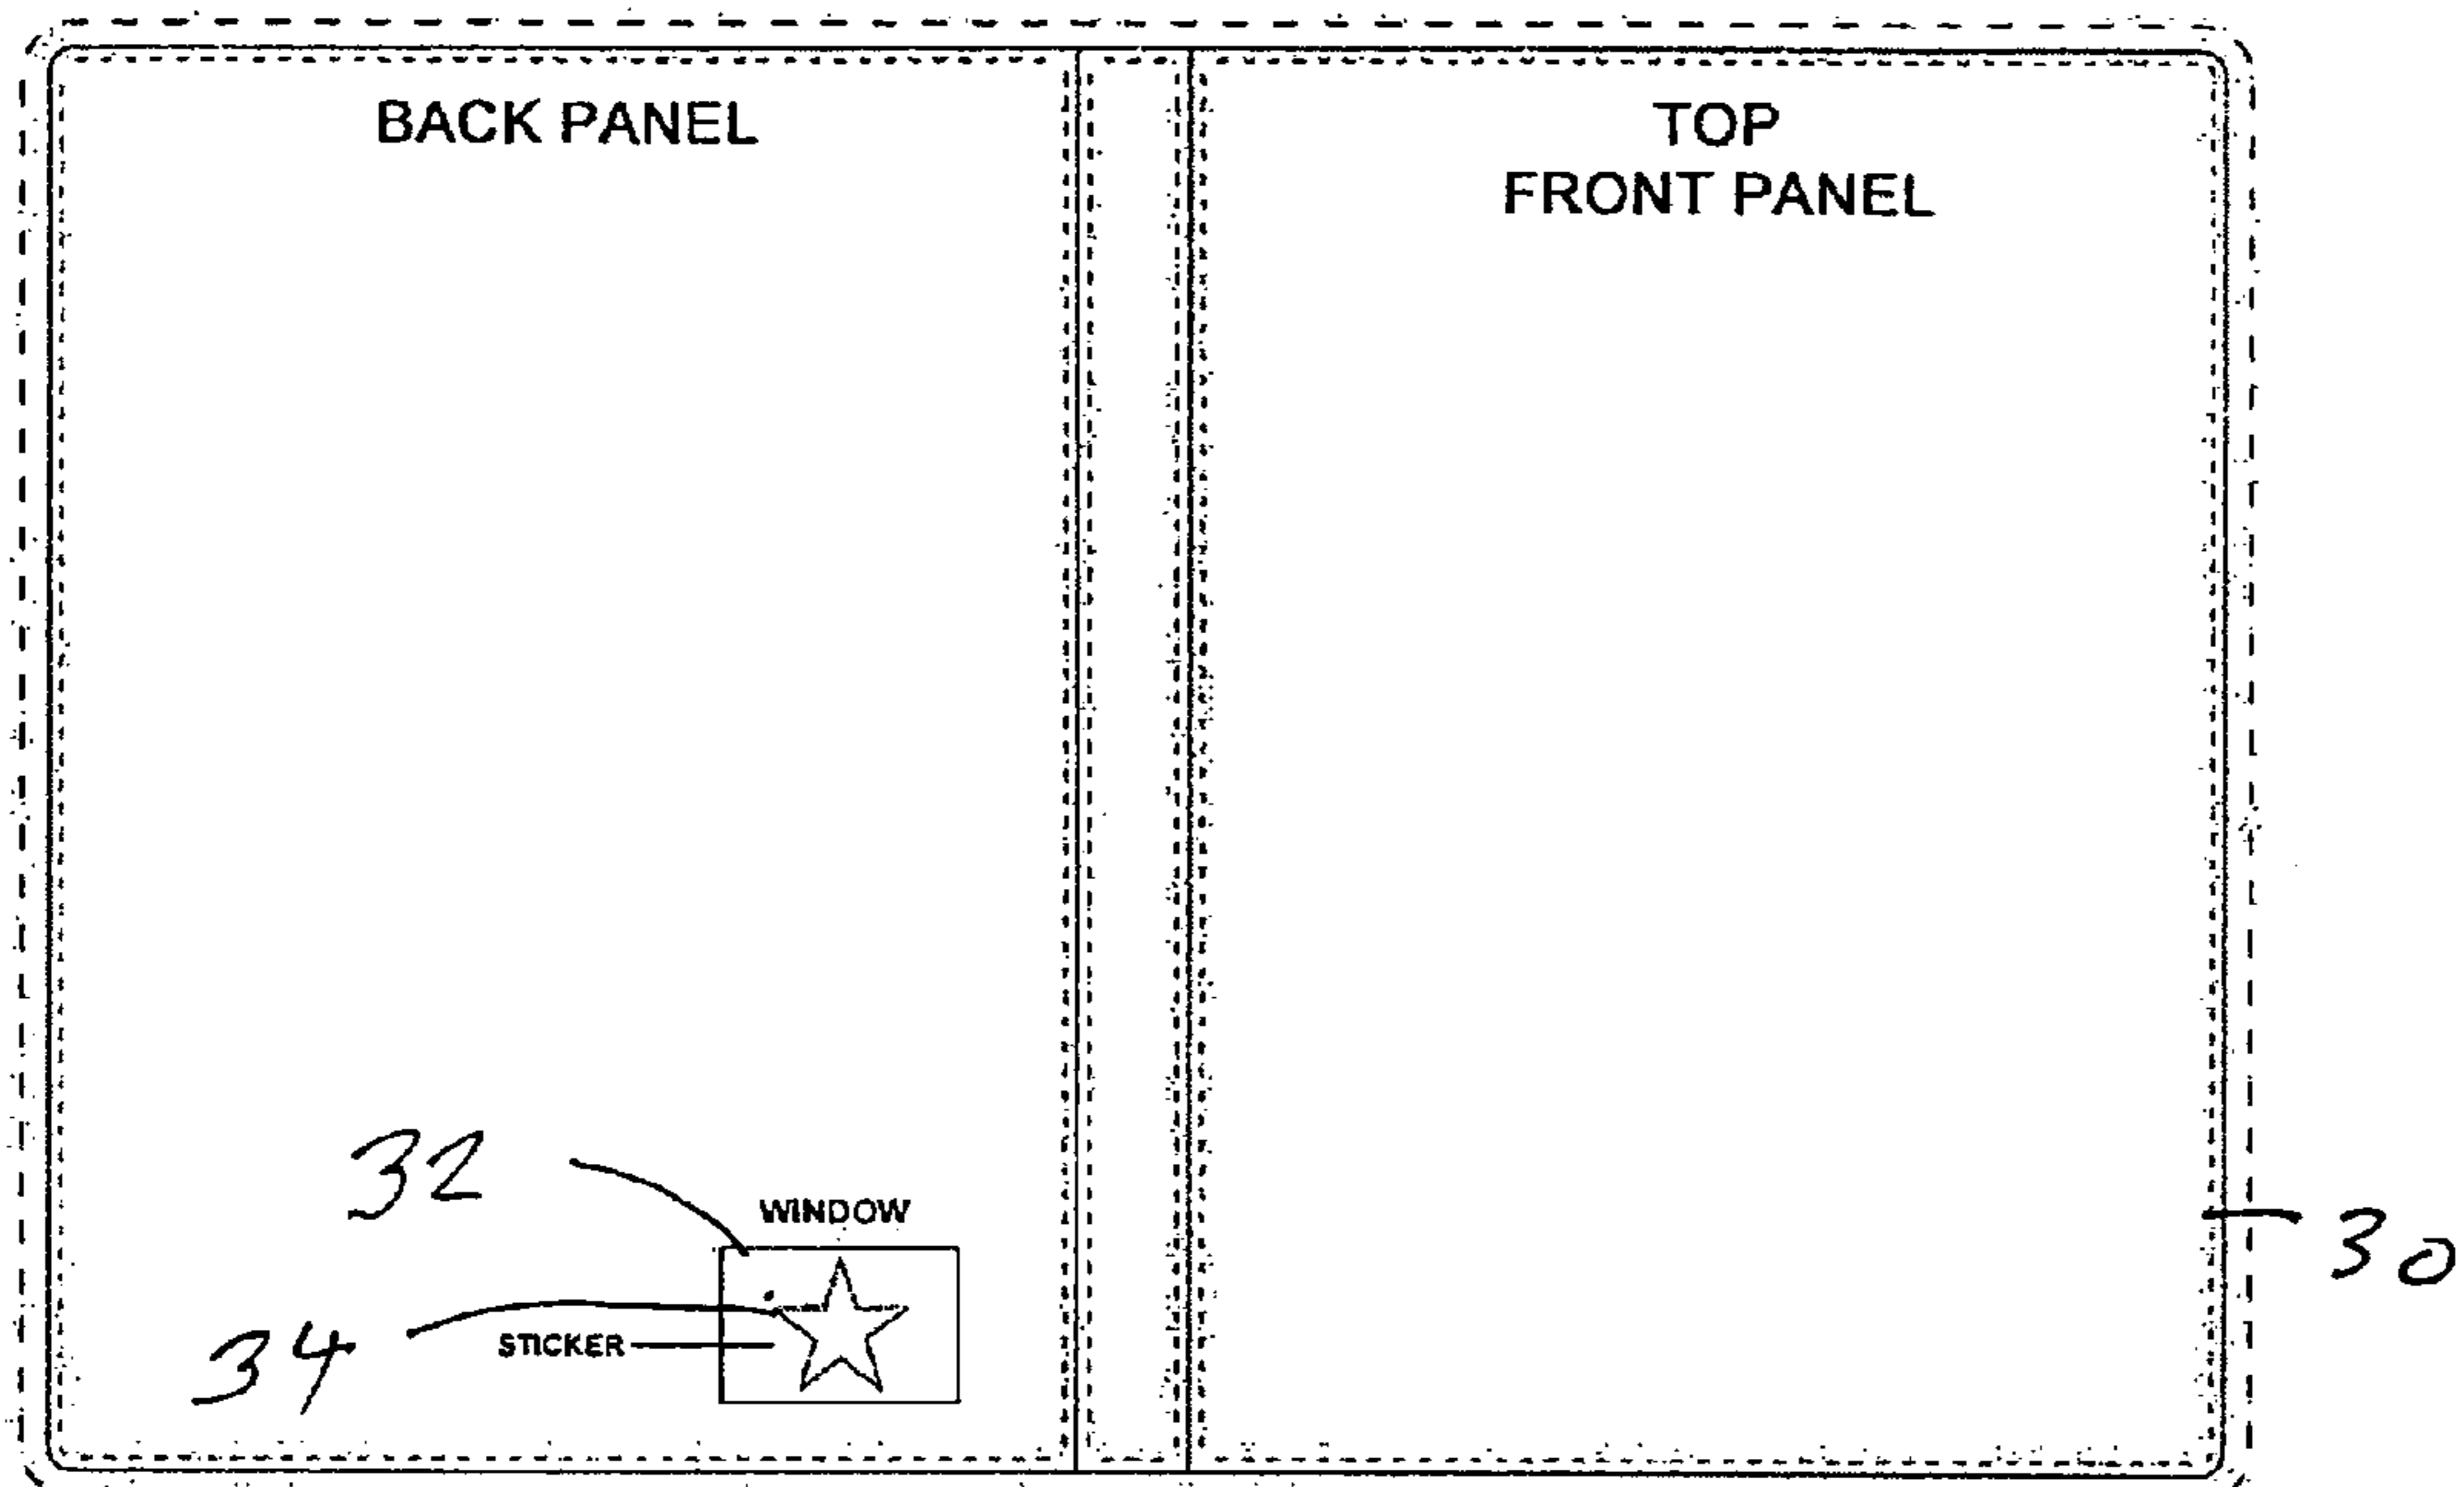 BACK PANEL
TOP
FRONT PANEL
32
WINDOW
30
34
STICKER